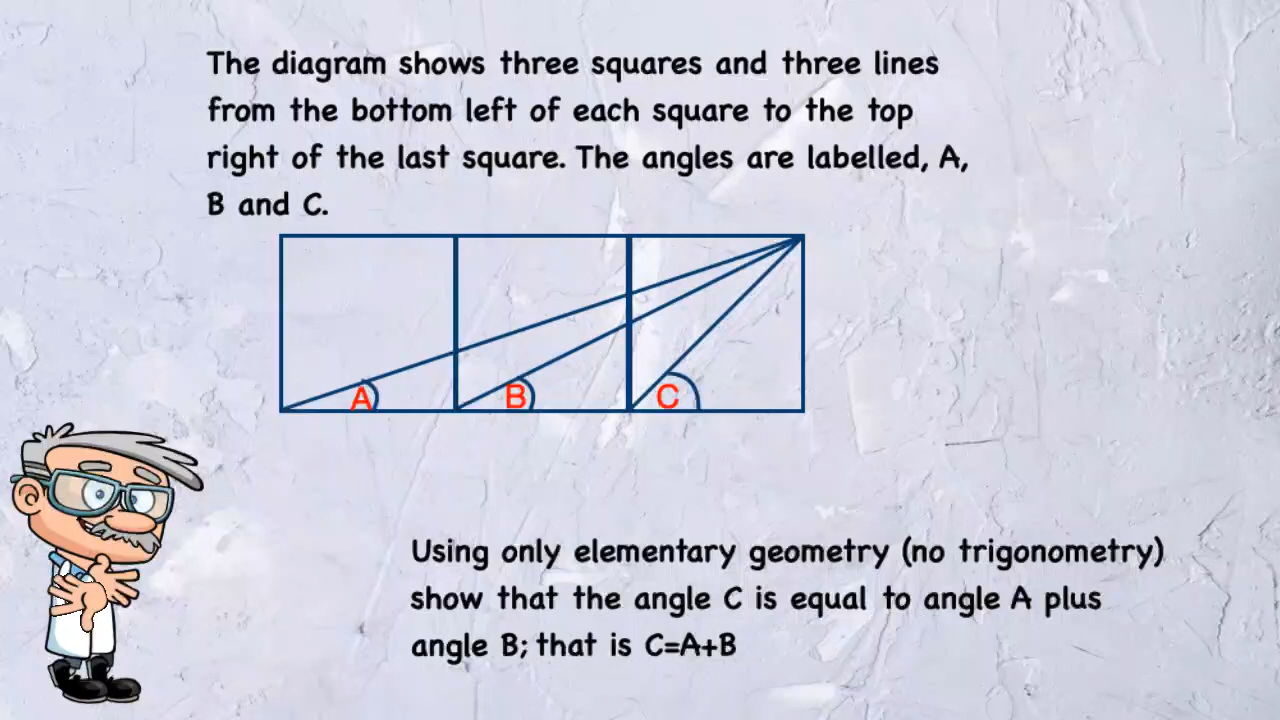 The diagram shows three squares and three lines
from the bottom left of each square to the top
right of the last square. The angles are labelled, A,
B and C.
A B C
Using only elementary geometry (no trigonometry)
show that the angle C is equal to angle A plus
angle B; that is C=A+B